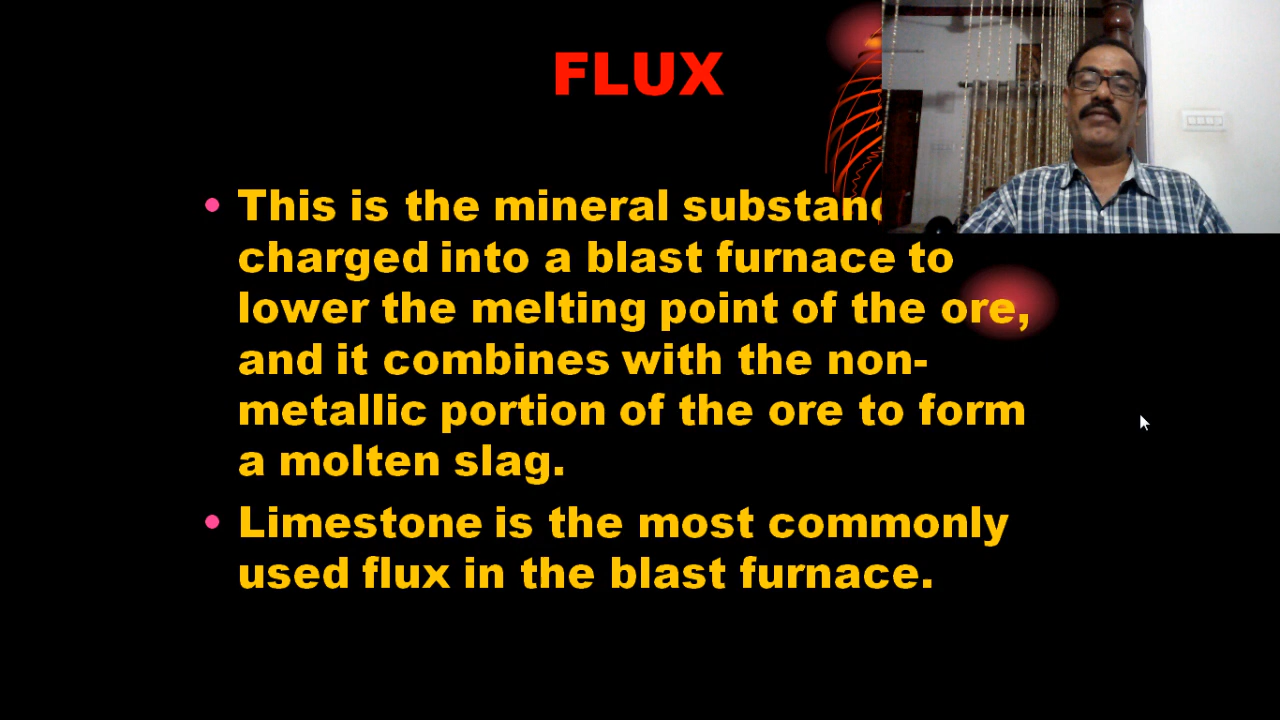 FLUX
• This is the mineral
charged into a blast furnace to
lower the melting point of the ore,
and it combines with the non-
metallic portion of the ore to form
a molten slag.
• Limestone is the most commonly
used flux in the blast furnace.